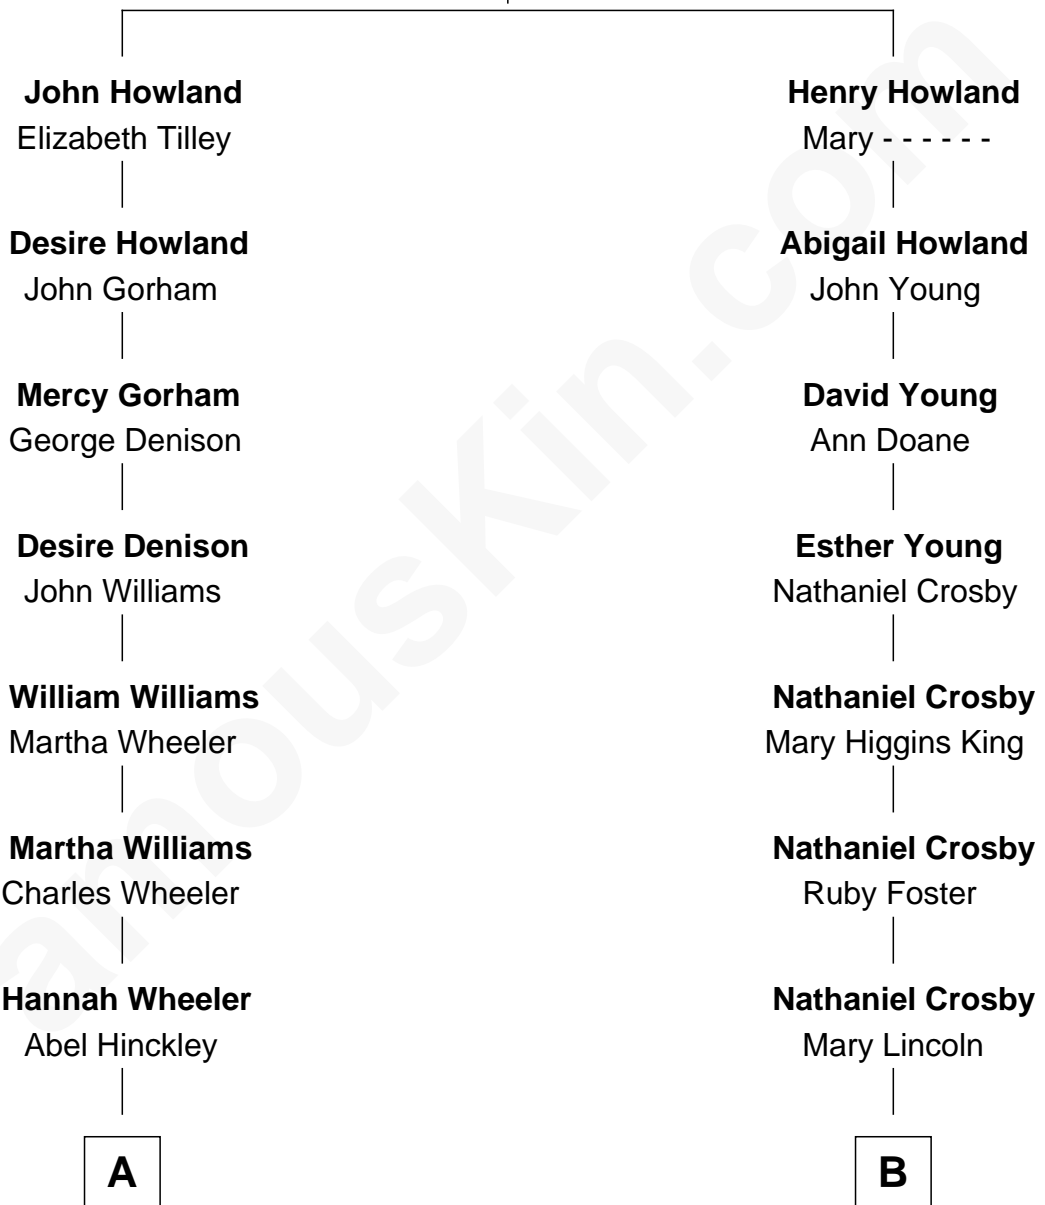 John Howland
Elizabeth Tilley
Desire Howland
John Gorham
Mercy Gorham
George Denison
Desire Denison
John Williams
William Williams
Martha Wheeler
Martha Williams
Charles Wheeler
Hannah Wheeler
Abel Hinckley
A
Henry Howland
Mary - - - - - -
Abigail Howland
John Young
David Young
Ann Doane
Esther Young
Nathaniel Crosby
Nathaniel Crosby
Mary Higgins King
Nathaniel Crosby
Ruby Foster
Nathaniel Crosby
Mary Lincoln
B
amouskin.com